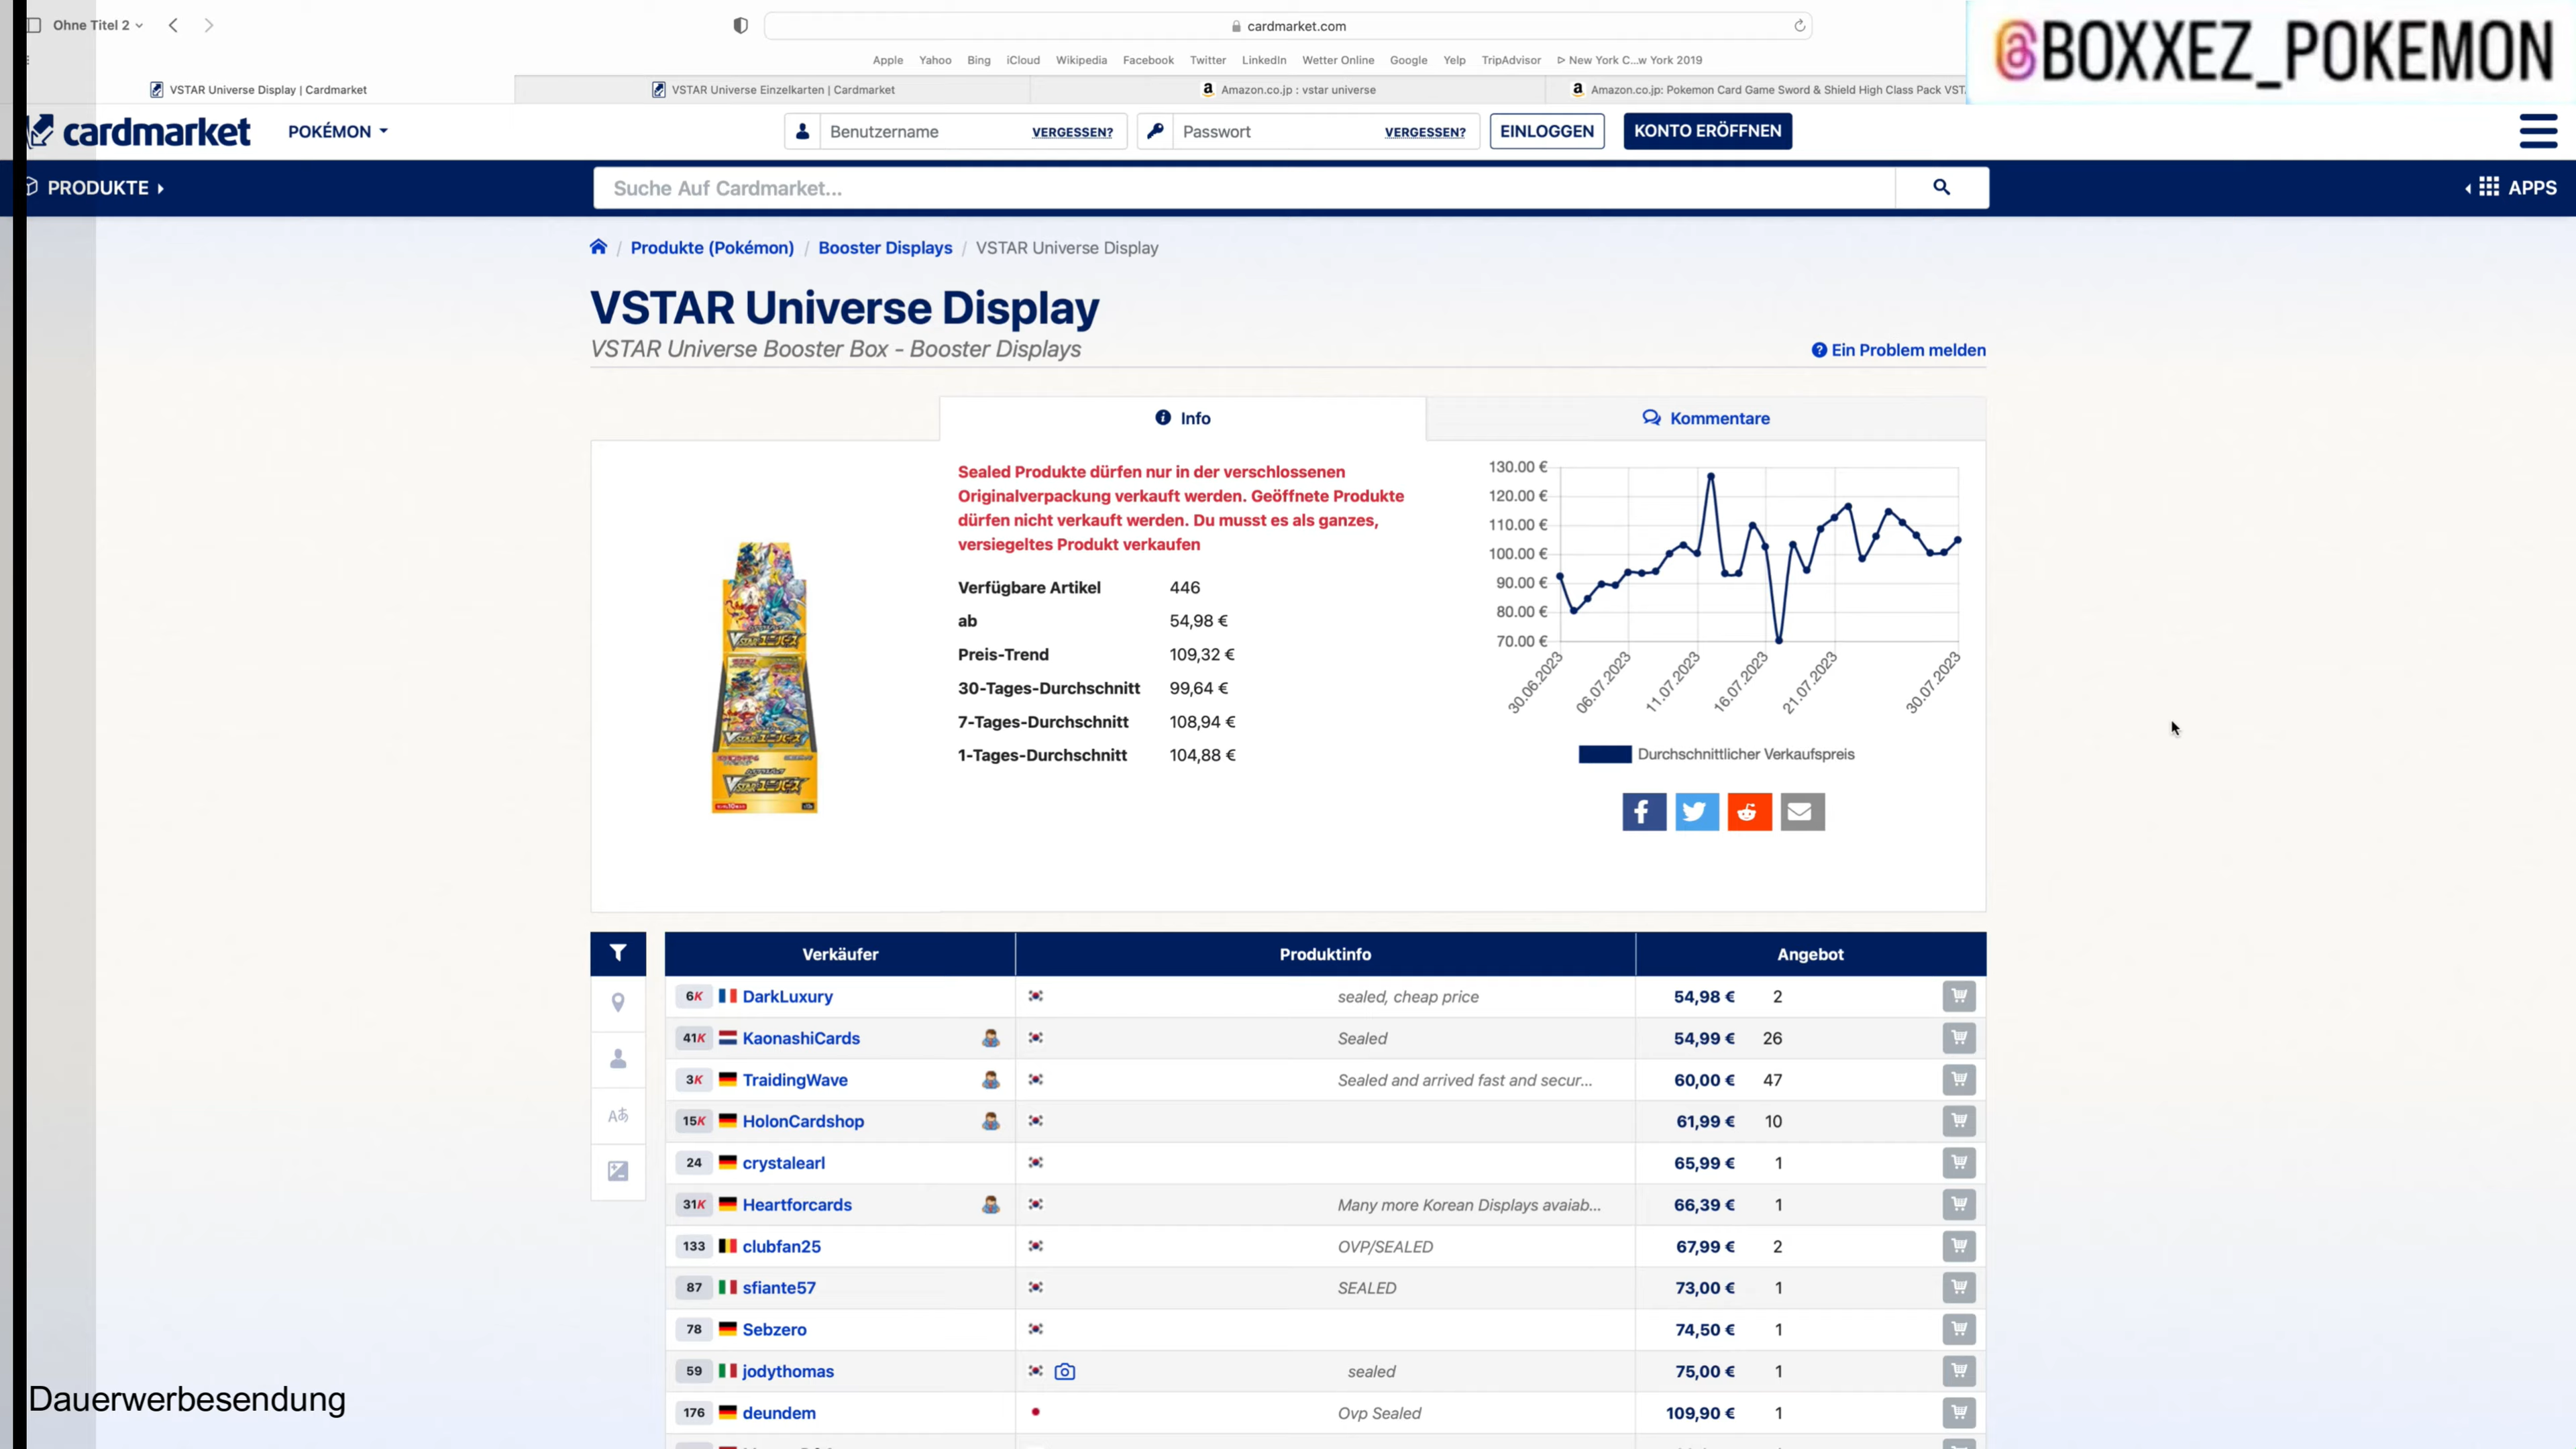 Ohne Titel 2
cardmarket.com
@BOXXEZ_POKEMON
Apple Yahoo Bing iCloud Wikipedia Facebook Twitter LinkedIn Wetter Online Google Yelp TripAdvisor New York C...w York 2019
VSTAR Universe Display | Cardmarket
VSTAR Universe Einzelkarten | Cardmarket
Amazon.co.jp : vstar universe
Amazon.co.jp: Pokemon Card Game Sword & Shield High Class Pack VST
cardmarket POKÉMON Benutzername VERGESSEN? Passwort VERGESSEN? EINLOGGEN KONTO ERÖFFNEN
PRODUKTE Suche Auf Cardmarket... APPS
/ Produkte (Pokémon) / Booster Displays / VSTAR Universe Display
VSTAR Universe Display
VSTAR Universe Booster Box - Booster Displays
Ein Problem melden
Info Kommentare
Sealed Produkte dürfen nur in der verschlossenen
Originalverpackung verkauft werden. Geöffnete Produkte
dürfen nicht verkauft werden. Du musst es als ganzes,
versiegeltes Produkt verkaufen
Verfügbare Artikel 446
ab 54,98 €
Preis-Trend 109,32 €
30-Tages-Durchschnitt 99,64 €
7-Tages-Durchschnitt 108,94 €
1-Tages-Durchschnitt 104,88 €
130.00 €
120.00 €
110.00 €
100.00 €
90.00 €
80.00 €
70.00 €
30.06.2023 06.07.2023 11.07.2023 16.07.2023 21.07.2023 30.07.2023
Durchschnittlicher Verkaufspreis
Verkäufer Produktinfo Angebot
6K DarkLuxury sealed, cheap price 54,98 € 2
41K KaonashiCards Sealed 54,99 € 26
3K TraidingWave Sealed and arrived fast and secur... 60,00 € 47
15K HolonCardshop 61,99 € 10
24 crystalearl 65,99 € 1
31K Heartforcards Many more Korean Displays avaiab... 66,39 € 1
133 clubfan25 OVP/SEALED 67,99 € 2
87 sfiante57 SEALED 73,00 € 1
78 Sebzero 74,50 € 1
59 jodythomas sealed 75,00 € 1
176 deundem Ovp Sealed 109,90 € 1
Aあ
Dauerwerbesendung